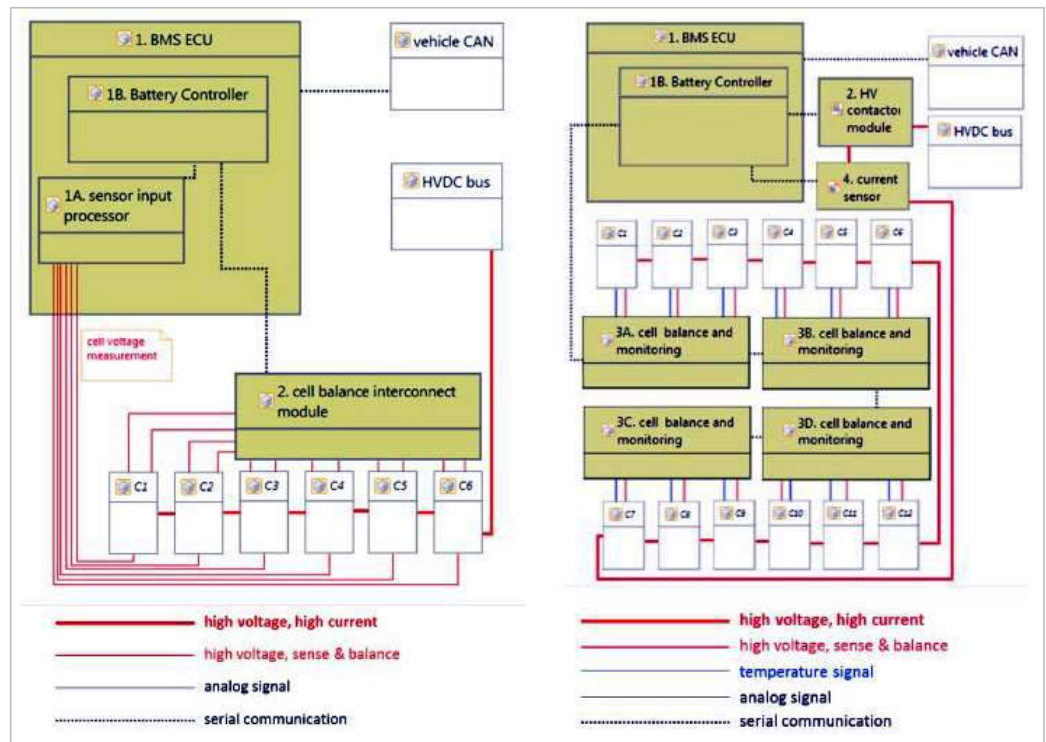 1. BMS ECU
vehicle CAN
1B. Battery Controller
HVDC bus
1A. sensor input
processor
cell voltage
measurement
2. cell balance interconnect
module
C1
C2
C3
C4
C5
C6
high voltage, high current
high voltage, sense & balance
analog signal
serial communication
1. BMS ECU
vehicle CAN
1B. Battery Controller
2. HV
contactor
module
HVDC bus
4. current
sensor
C1
C2
C3
C4
C5
C6
3A. cell balance and
monitoring
3B. cell balance and
monitoring
3C. cell balance and
monitoring
3D. cell balance and
monitoring
C7
C8
C9
C10
C11
C12
high voltage, high current
high voltage, sense & balance
temperature signal
analog signal
serial communication